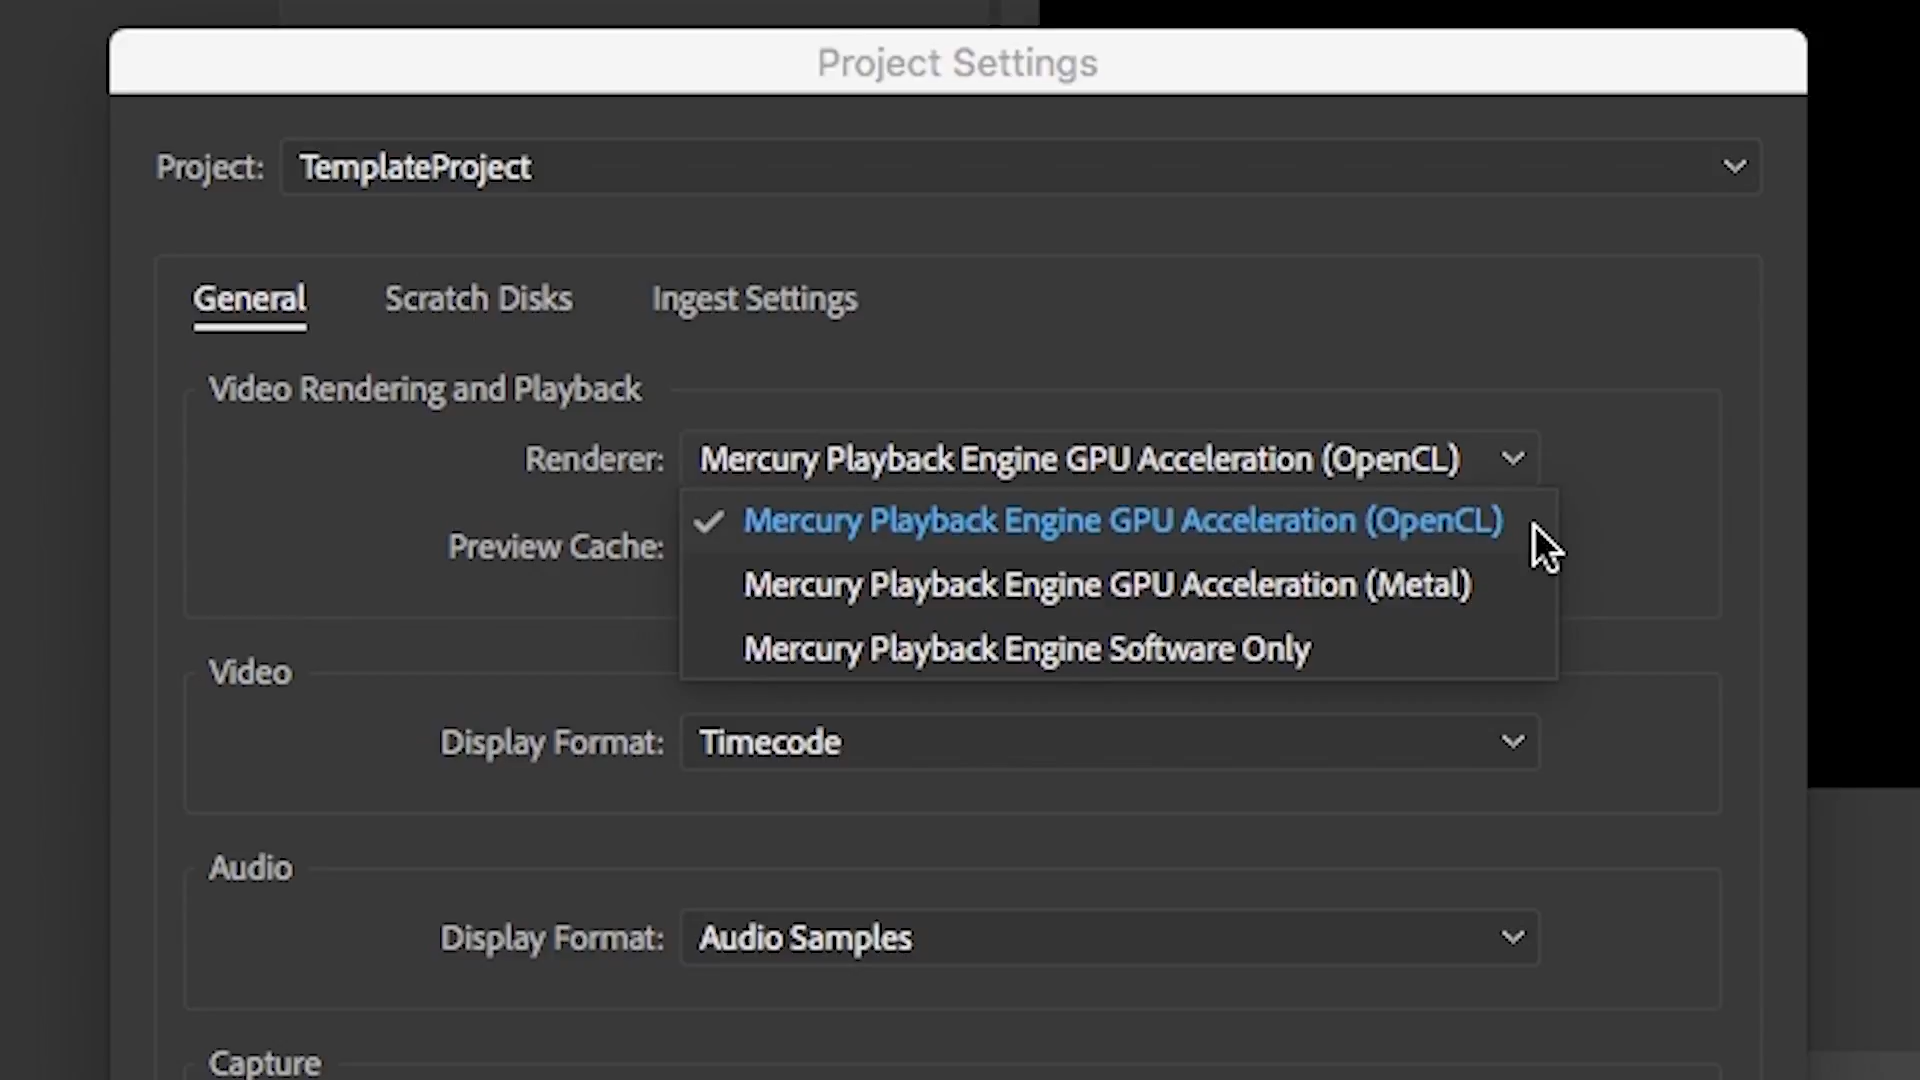 Project Settings
Project: TemplateProject
General Scratch Disks Ingest Settings
Video Rendering and Playback
Renderer: Mercury Playback Engine GPU Acceleration (OpenCL)
Mercury Playback Engine GPU Acceleration (OpenCL)
Preview Cache:
Mercury Playback Engine GPU Acceleration (Metal)
Mercury Playback Engine Software Only
Video
Display Format: Timecode
Audio
Display Format: Audio Samples
Capture